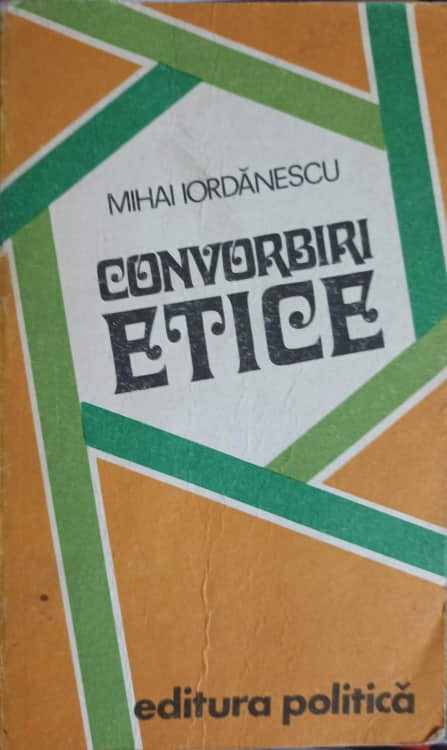 MIHAI IORDĂNESCU
CONVORBIRI
ETICE
editura politică